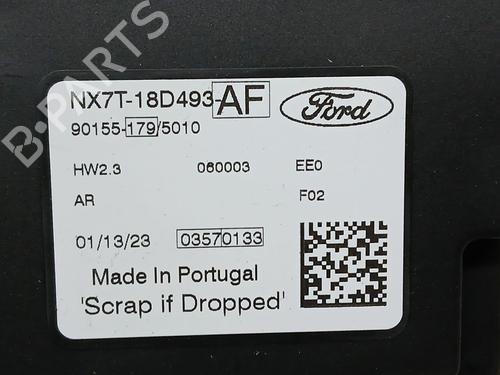 B-PARTS
NX7T-18D493-AF
Ford
90155-179/5010
HW2.3 060003 EE0
AR F02
01/13/23 03570133
Made In Portugal
'Scrap if Dropped'